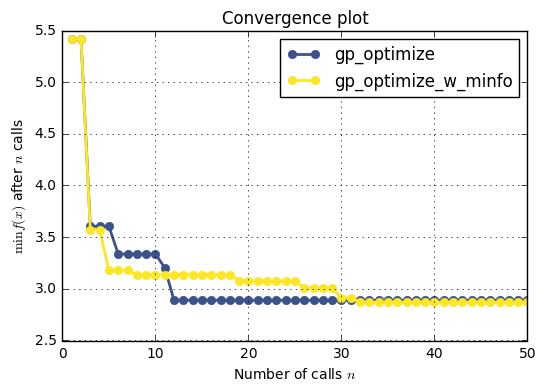 Convergence plot
5.5
5.0
4.5
4.0
3.5
3.0
2.5
min f(x) after n calls
gp_optimize
gp_optimize_w_minfo
0 10 20 30 40 50
Number of calls n